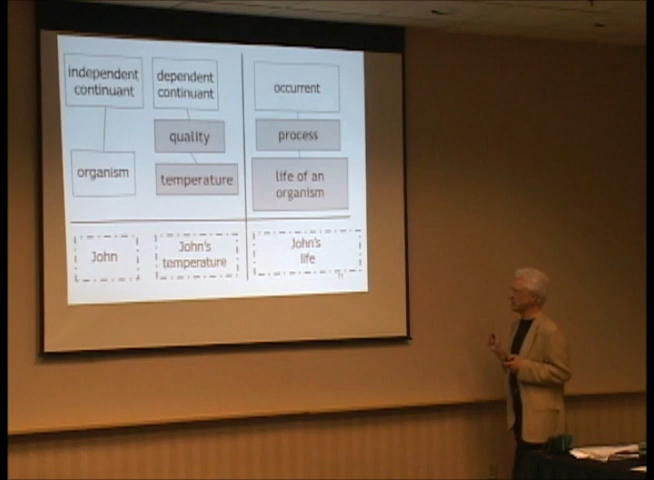 independent
continuant
dependent
continuant
occurrent
quality
process
organism
temperature
life of an
organism
John
John's
temperature
John's
life